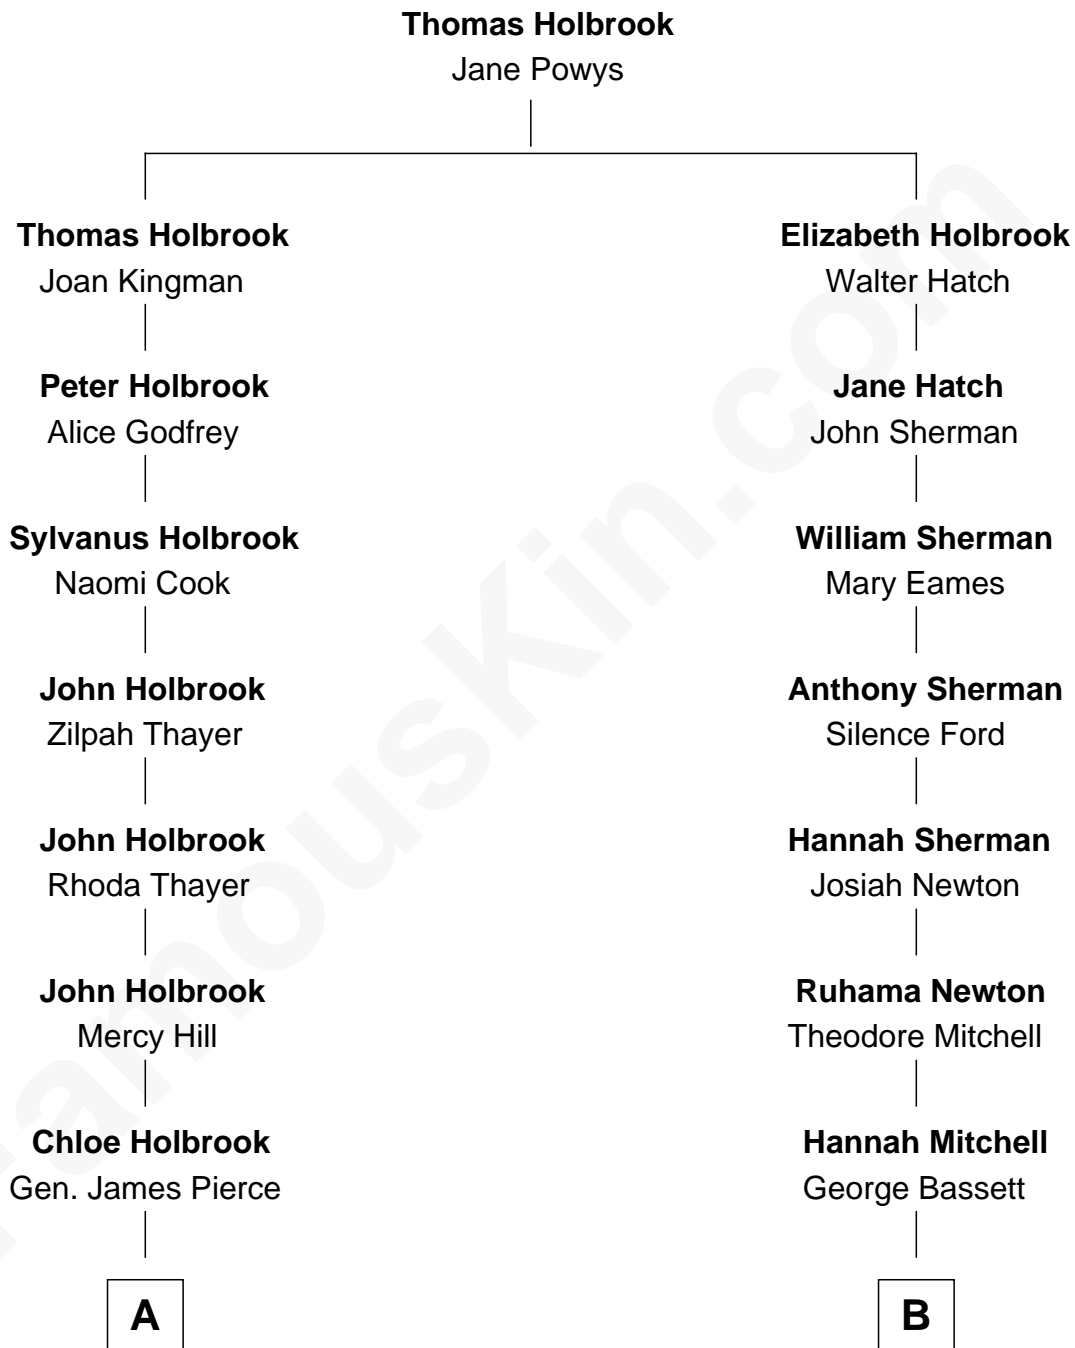 Thomas Holbrook
Jane Powys
Thomas Holbrook
Joan Kingman
Elizabeth Holbrook
Walter Hatch
Peter Holbrook
Alice Godfrey
Jane Hatch
John Sherman
Sylvanus Holbrook
Naomi Cook
William Sherman
Mary Eames
John Holbrook
Zilpah Thayer
Anthony Sherman
Silence Ford
John Holbrook
Rhoda Thayer
Hannah Sherman
Josiah Newton
John Holbrook
Mercy Hill
Ruhama Newton
Theodore Mitchell
Chloe Holbrook
Gen. James Pierce
Hannah Mitchell
George Bassett
A
B
FamousKin.com